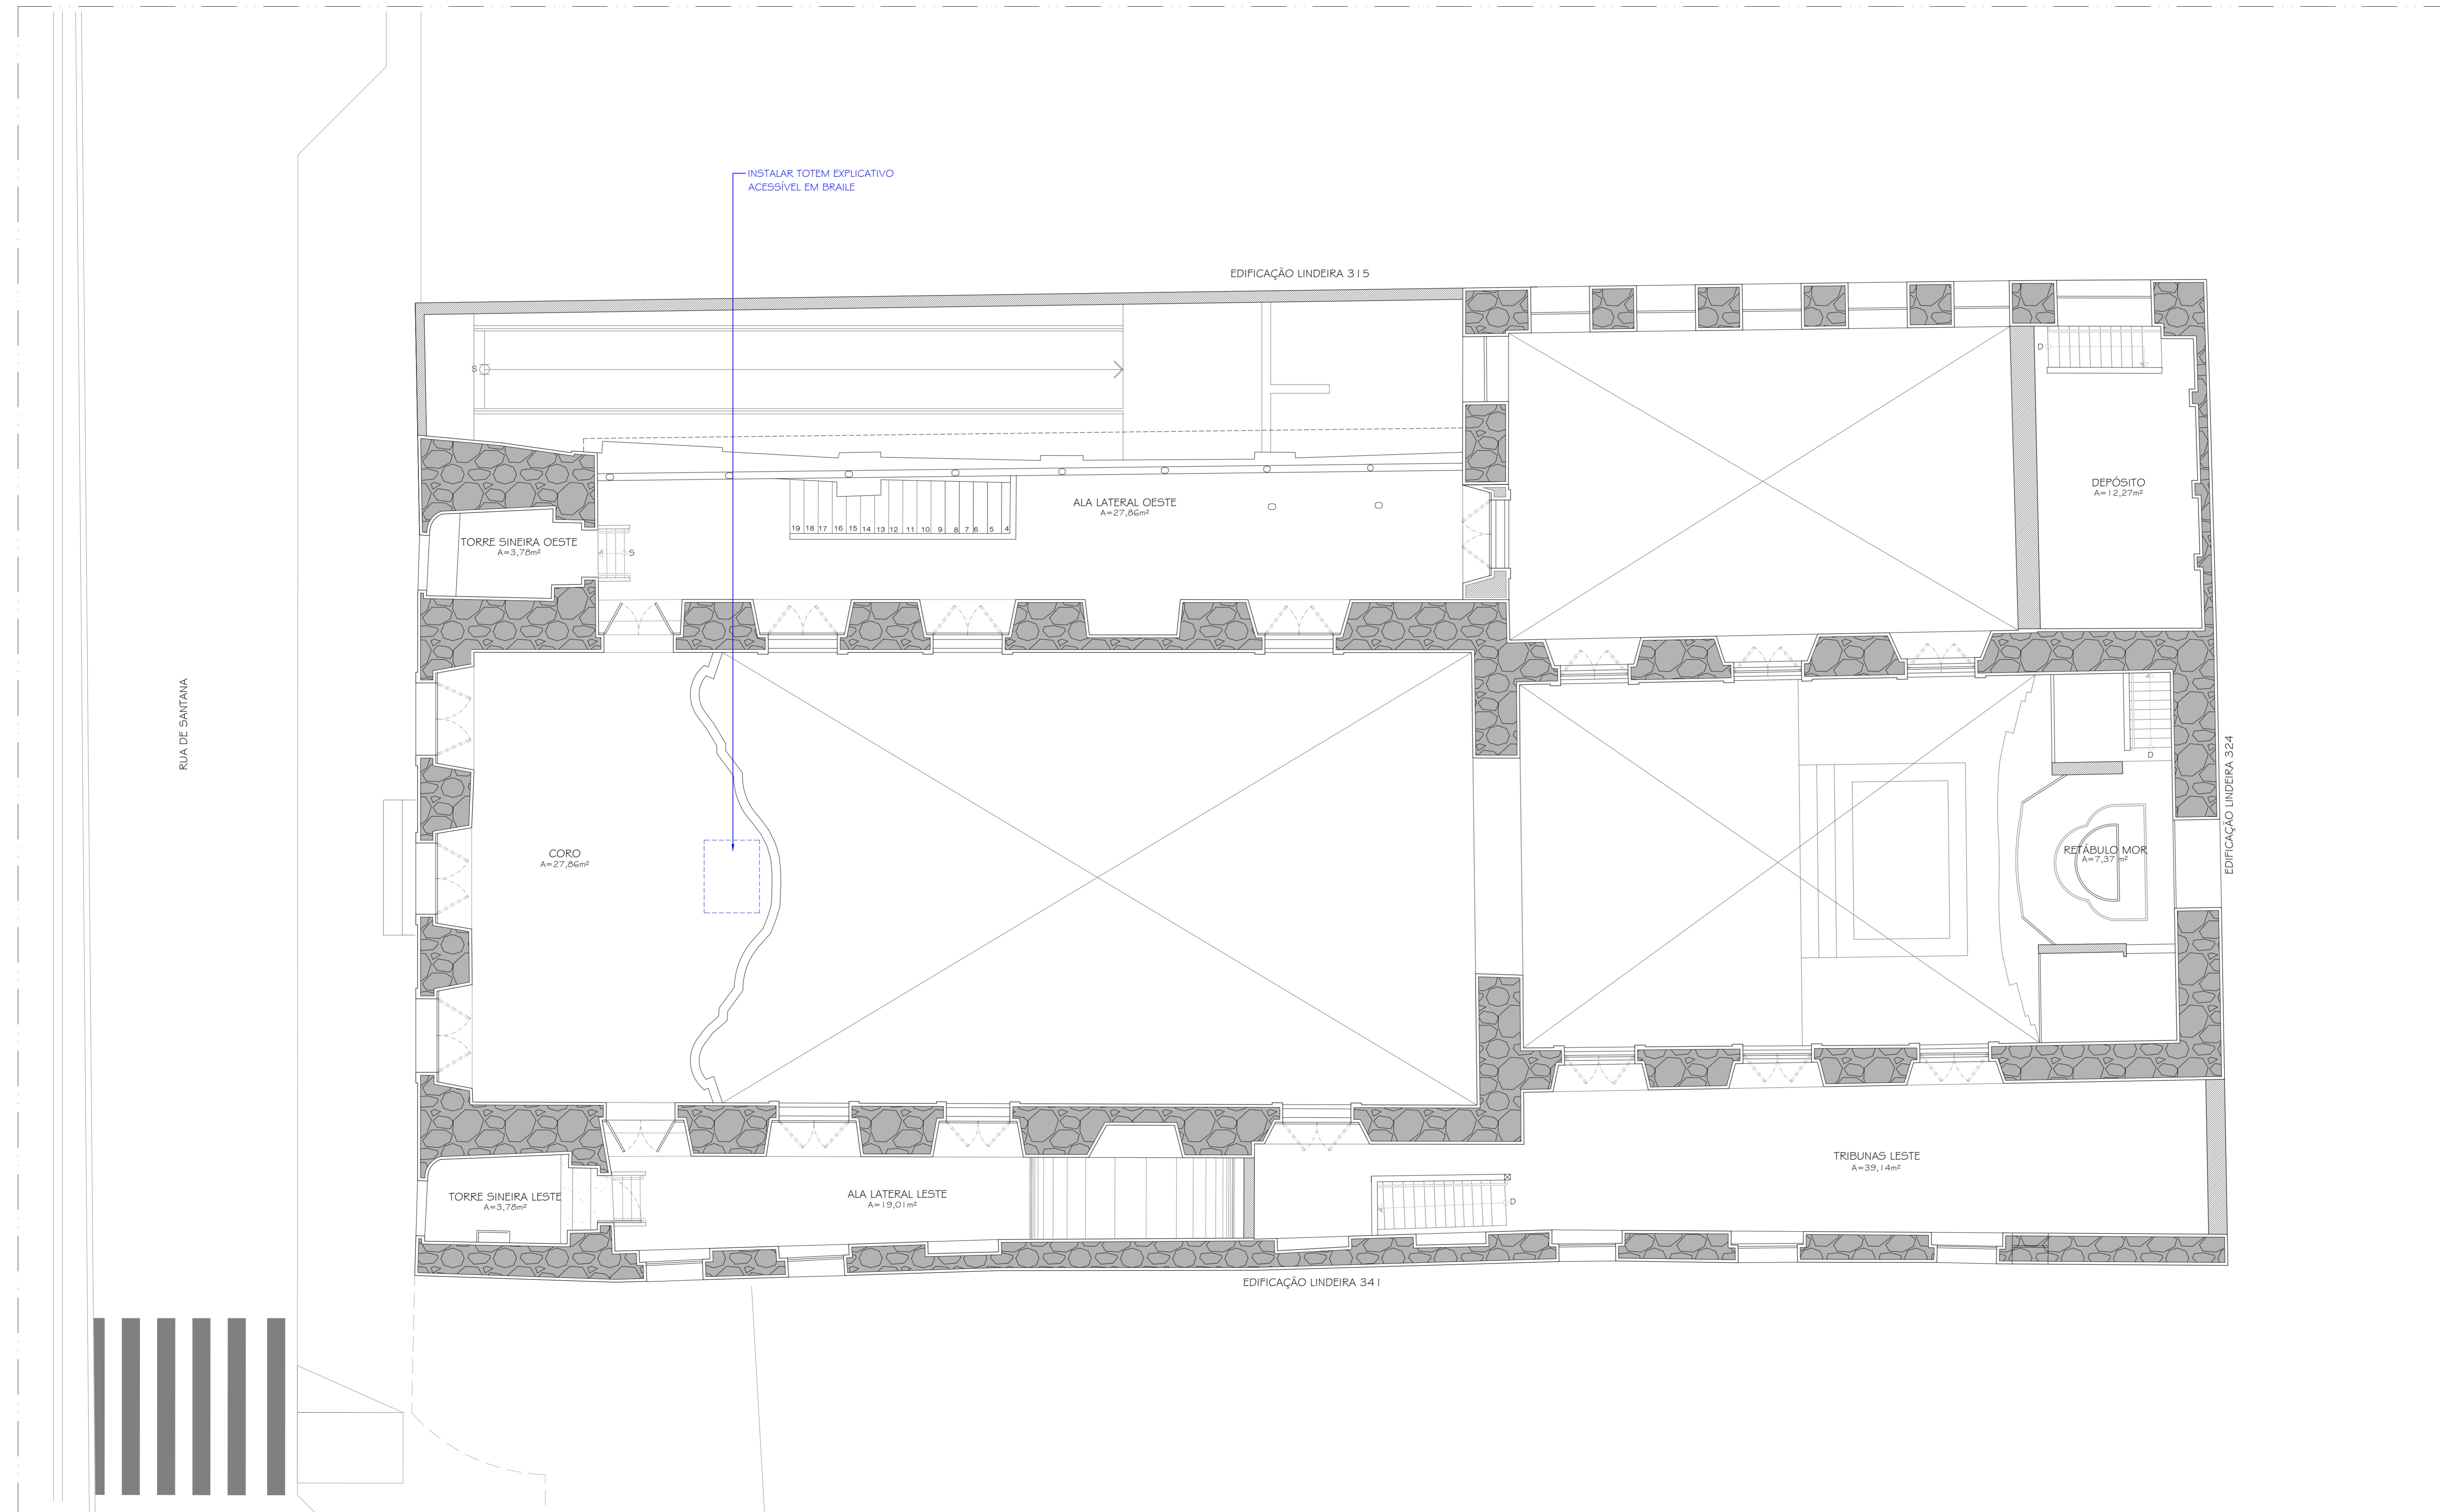 INSTALAR TOTEM EXPLICATIVO
ACESSÍVEL EM BRAILE
EDIFICAÇÃO LINDEIRA 315
S
D
DEPÓSITO
A=12,27m²
ALA LATERAL OESTE
A=27,86m²
19 18 17 16 15 14 13 12 11 10 9 8 7 6 5 4
TORRE SINEIRA OESTE
A=3,78m²
S
RUA DE SANTANA
D
EDIFICAÇÃO LINDEIRA 324
CORO
A=27,86m²
RETÁBULO MOR
A=7,37 m²
TRIBUNAS LESTE
A=39,14m²
TORRE SINEIRA LESTE
A=3,78m²
ALA LATERAL LESTE
A=19,01m²
D
EDIFICAÇÃO LINDEIRA 341